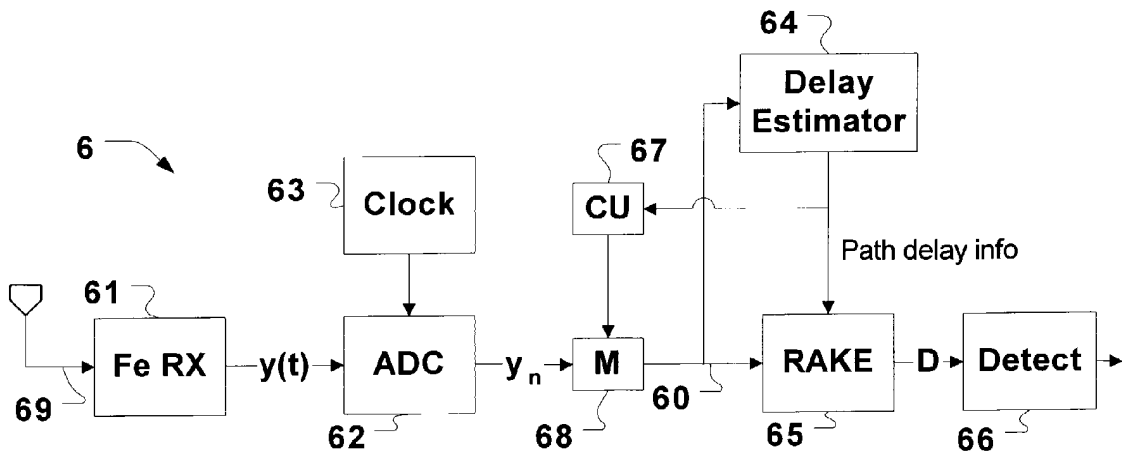 64
Delay
Estimator
6
67
63
Clock
CU
Path delay info
61
Fe RX
y(t)
ADC
yn
M
RAKE
D
Detect
69
62
68
60
65
66